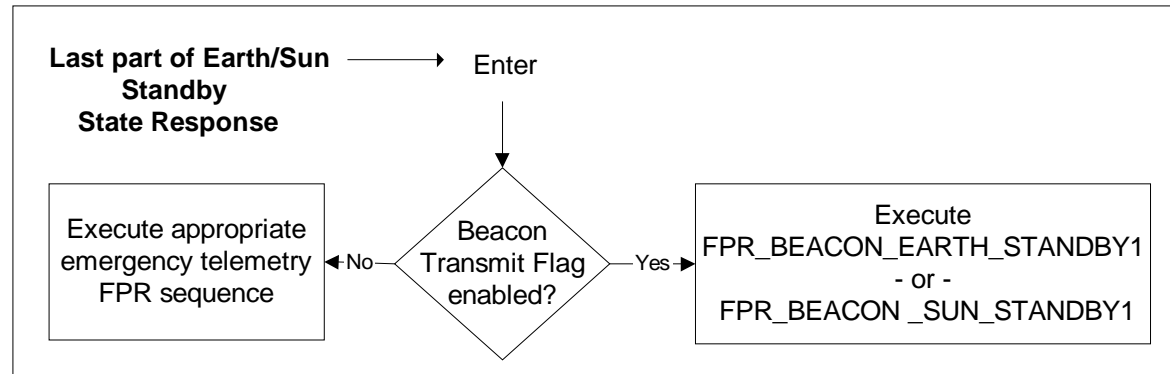 Last part of Earth/Sun
Standby
State Response
Enter
Execute appropriate
emergency telemetry
FPR sequence
No
Beacon
Transmit Flag
enabled?
Yes
Execute
FPR_BEACON_EARTH_STANDBY1
- or -
FPR_BEACON _SUN_STANDBY1